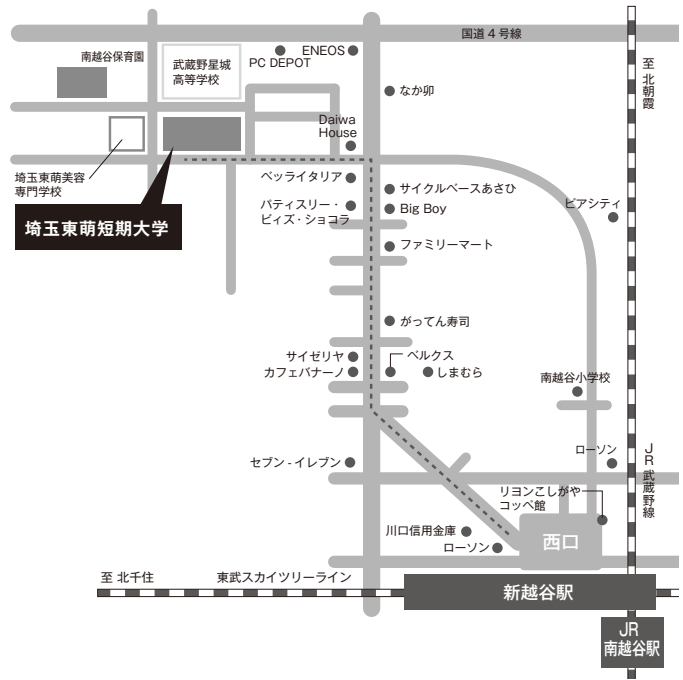 国道4号線
南越谷保育園
武蔵野星城
高等学校
ENEOS
PC DEPOT
至 北朝霞
なか卯
Daiwa
House
埼玉東萌美容
専門学校
ベッライタリア
サイクルベースあさひ
パティスリー・
ビィズ・ショコラ
Big Boy
ピアシティ
埼玉東萌短期大学
ファミリーマート
がってん寿司
サイゼリヤ
ベルクス
カフェバナーノ
しまむら
南越谷小学校
セブン-イレブン
ローソン
JR武蔵野線
リヨンこしがや
コッペ館
川口信用金庫
ローソン
西口
至 北千住
東武スカイツリーライン
新越谷駅
JR
南越谷駅